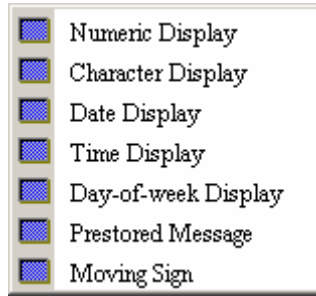 Numeric Display
Character Display
Date Display
Time Display
Day-of-week Display
Prestored Message
Moving Sign